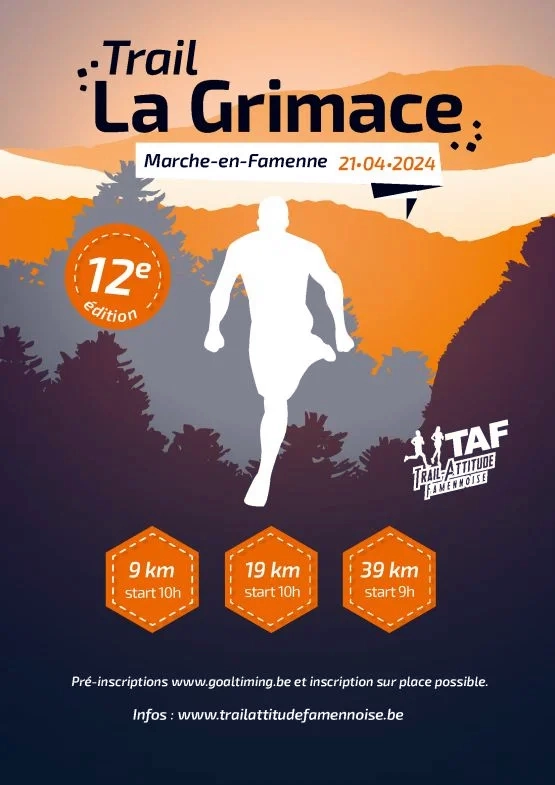 Trail
La Grimace
Marche-en-Famenne 21•04•2024
12e
édition
TAF
TRAIL-ATTITUDE
FAMENNOISE
9 km
start 10h
19 km
start 10h
39 km
start 9h
Pré-inscriptions www.goaltiming.be et inscription sur place possible.
Infos : www.trailattitudefamennoise.be